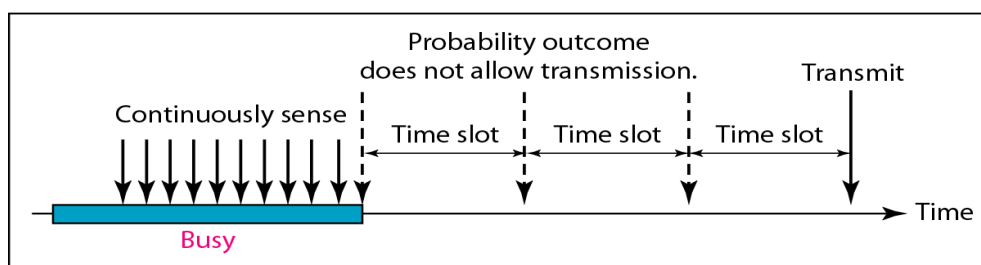 Probability outcome
does not allow transmission.
Transmit
Continuously sense
Time slot
Time slot
Time slot
Time
Busy